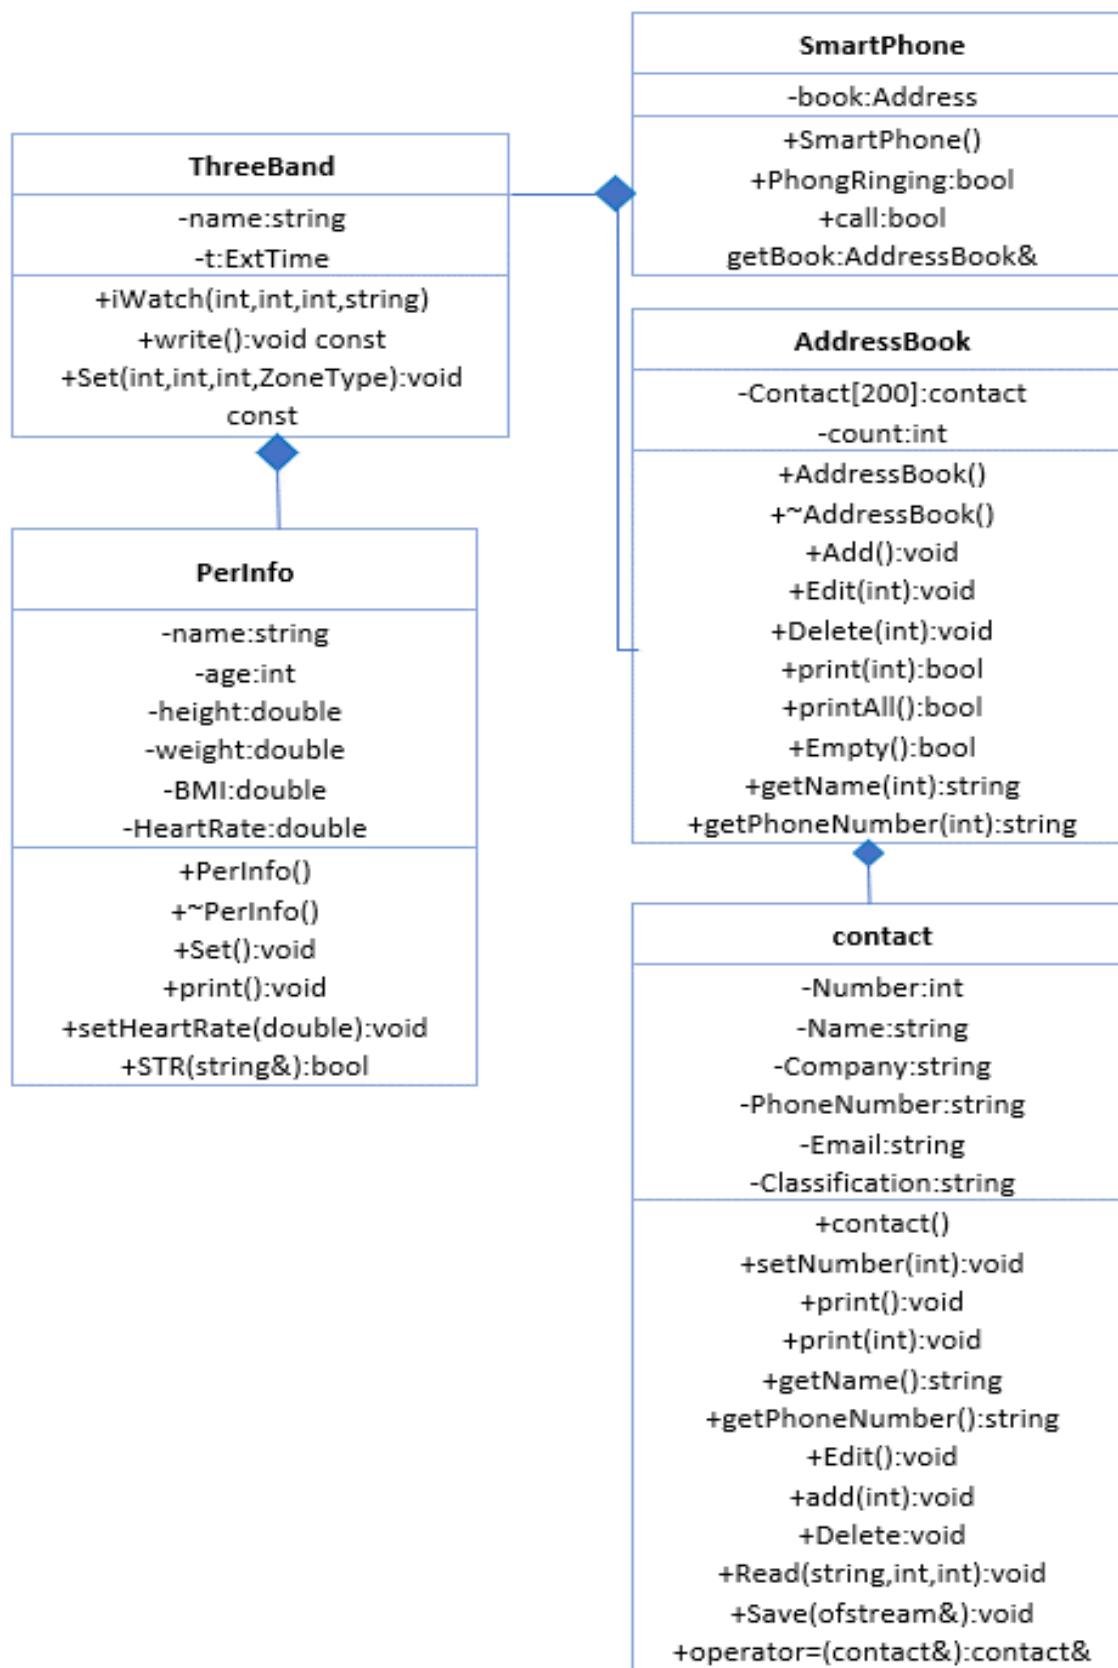 SmartPhone
-book:Address
+SmartPhone()
+PhongRinging:bool
+call:bool
getBook:AddressBook&
ThreeBand
-name:string
-t:ExtTime
+iWatch(int,int,int,string)
+write():void const
+Set(int,int,int,ZoneType):void
const
AddressBook
-Contact[200]:contact
-count:int
+AddressBook()
+~AddressBook()
+Add():void
+Edit(int):void
+Delete(int):void
+print(int):bool
+printAll():bool
+Empty():bool
+getName(int):string
+getPhoneNumber(int):string
PerInfo
-name:string
-age:int
-height:double
-weight:double
-BMI:double
-HeartRate:double
+PerInfo()
+~PerInfo()
+Set():void
+print():void
+setHeartRate(double):void
+STR(string&):bool
contact
-Number:int
-Name:string
-Company:string
-PhoneNumber:string
-Email:string
-Classification:string
+contact()
+setNumber(int):void
+print():void
+print(int):void
+getName():string
+getPhoneNumber():string
+Edit():void
+add(int):void
+Delete:void
+Read(string,int,int):void
+Save(ofstream&):void
+operator=(contact&):contact&